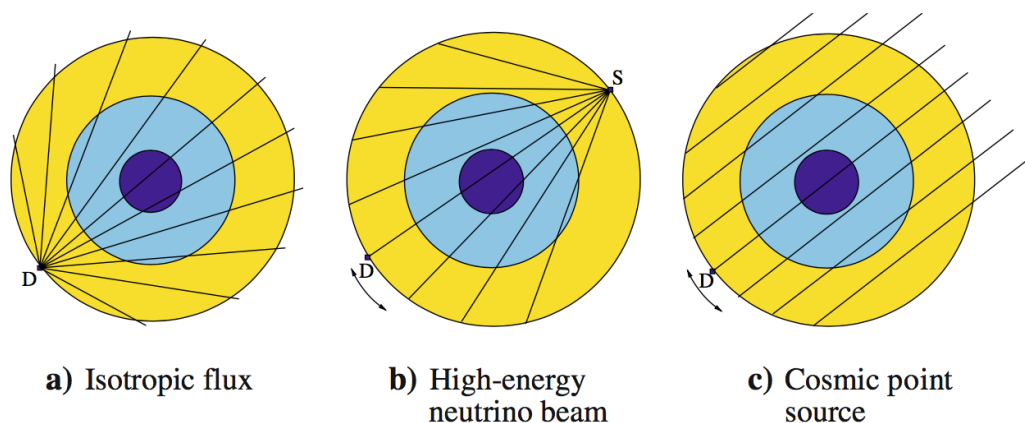 D
S
D
D
a) Isotropic flux
b) High-energy
neutrino beam
c) Cosmic point
source